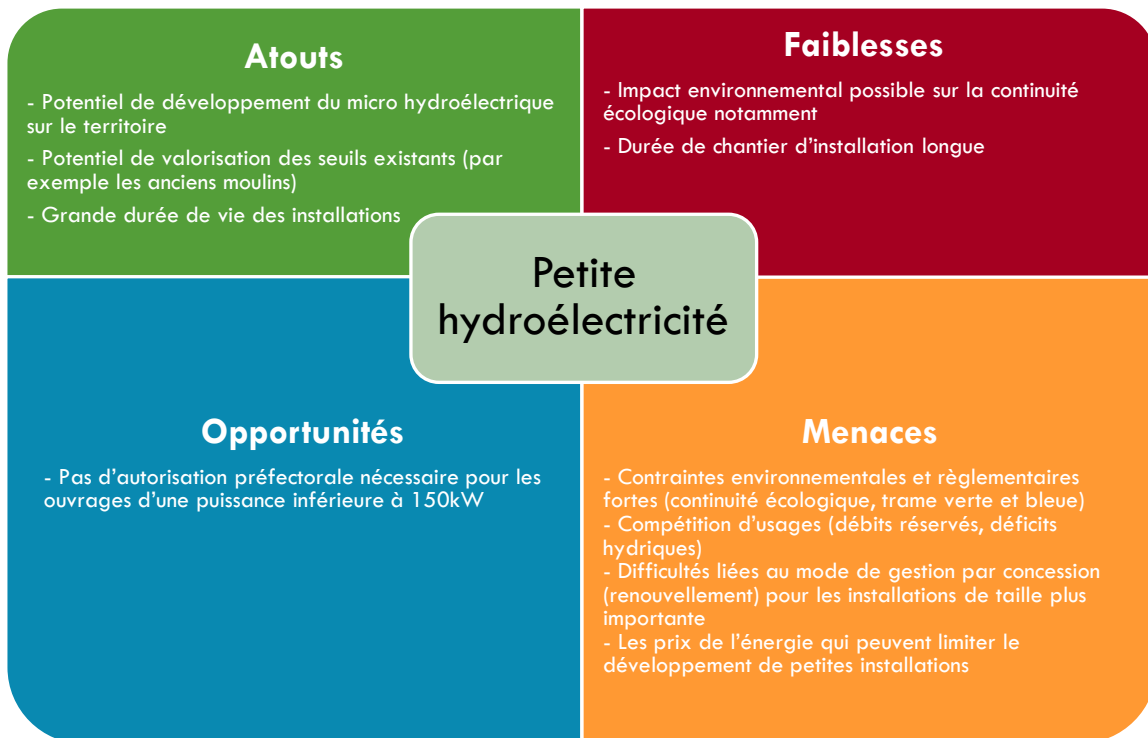 Atouts
- Potentiel de développement du micro hydroélectrique
sur le territoire
- Potentiel de valorisation des seuils existants (par
exemple les anciens moulins)
- Grande durée de vie des installations
Faiblesses
- Impact environnemental possible sur la continuité
écologique notamment
- Durée de chantier d'installation longue
Petite
hydroélectricité
Opportunités
- Pas d'autorisation préfectorale nécessaire pour les
ouvrages d'une puissance inférieure à 150kW
Menaces
- Contraintes environnementales et règlementaires
fortes (continuité écologique, trame verte et bleue)
- Compétition d'usages (débits réservés, déficits
hydriques)
- Difficultés liées au mode de gestion par concession
(renouvellement) pour les installations de taille plus
importante
- Les prix de l'énergie qui peuvent limiter le
développement de petites installations